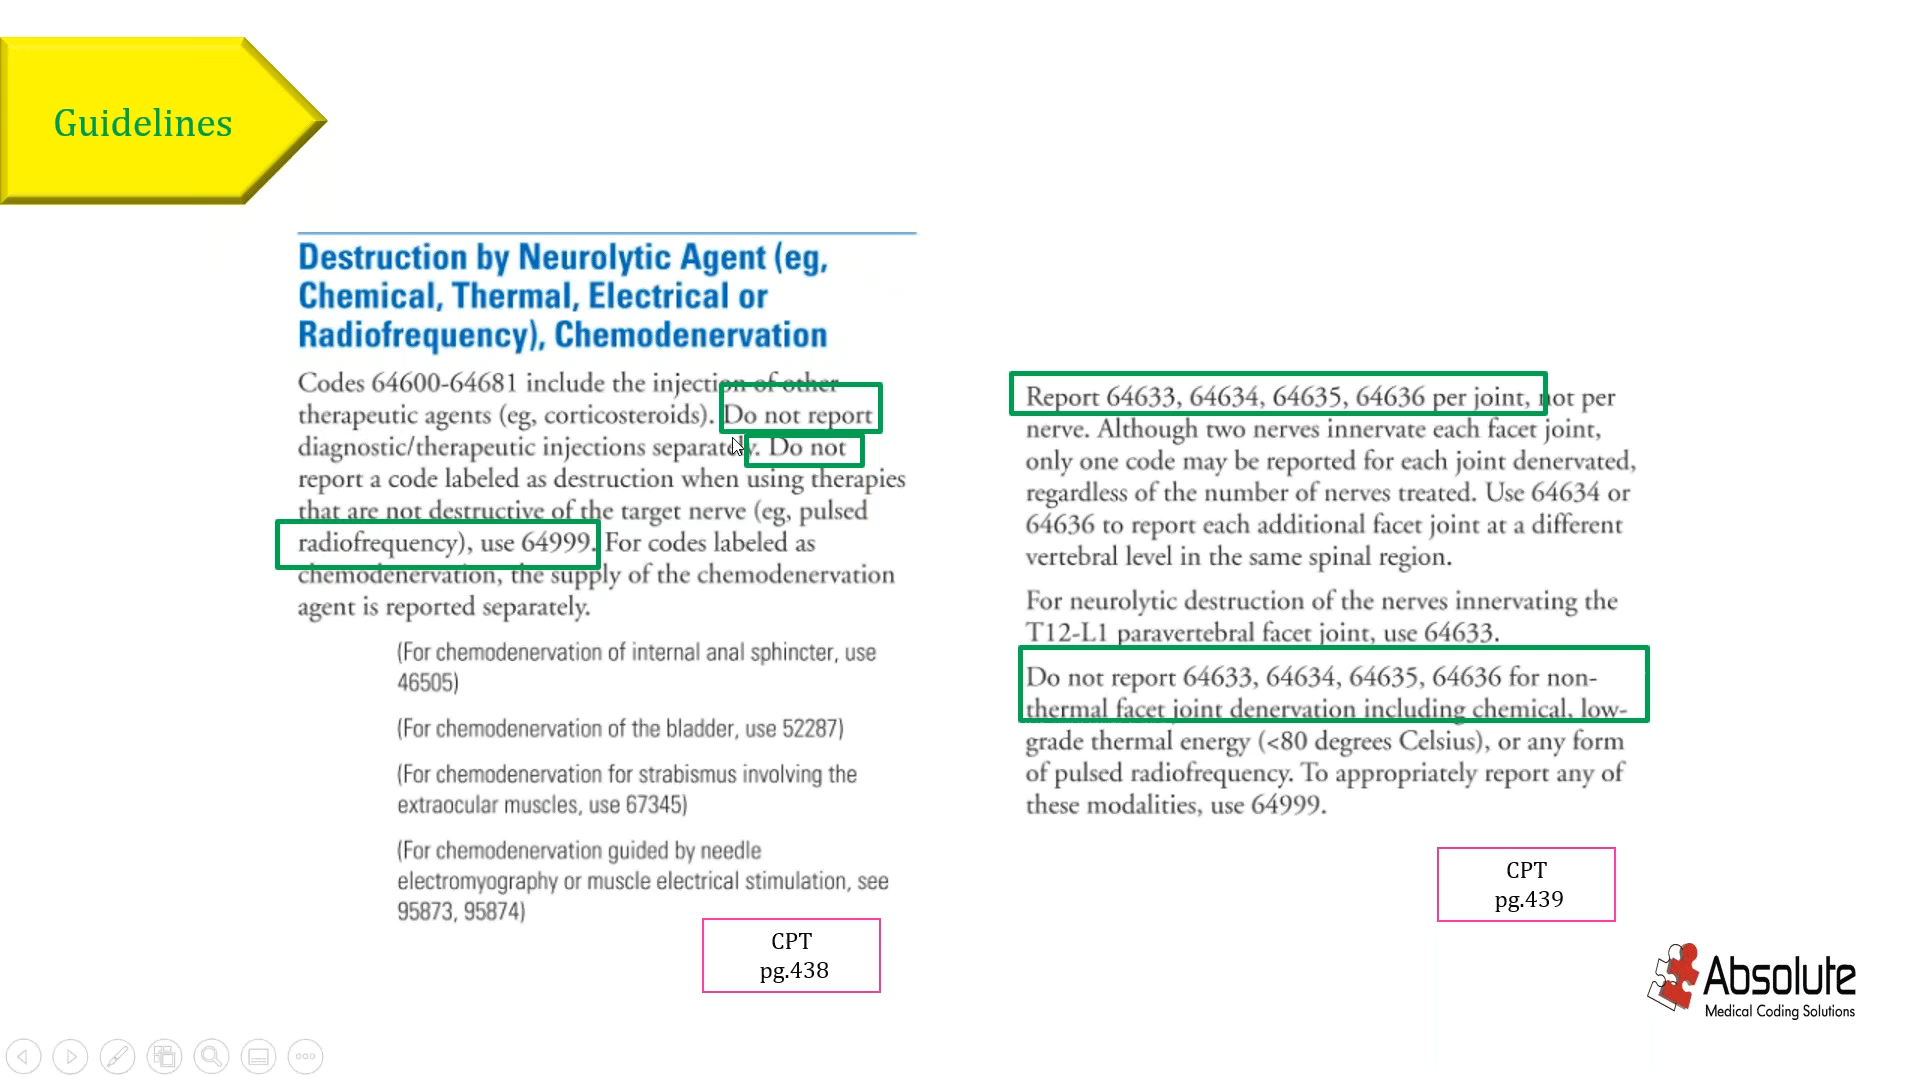 Guidelines
Destruction by Neurolytic Agent (eg,
Chemical, Thermal, Electrical or
Radiofrequency), Chemodenervation
Codes 64600-64681 include the injection of other
therapeutic agents (eg, corticosteroids). Do not report
diagnostic/therapeutic injections separately. Do not
report a code labeled as destruction when using therapies
that are not destructive of the target nerve (eg, pulsed
radiofrequency), use 64999. For codes labeled as
chemodenervation, the supply of the chemodenervation
agent is reported separately.
(For chemodenervation of internal anal sphincter, use
46505)
(For chemodenervation of the bladder, use 52287)
(For chemodenervation for strabismus involving the
extraocular muscles, use 67345)
(For chemodenervation guided by needle
electromyography or muscle electrical stimulation, see
95873, 95874)
CPT
pg.438
Report 64633, 64634, 64635, 64636 per joint, not per
nerve. Although two nerves innervate each facet joint,
only one code may be reported for each joint denervated,
regardless of the number of nerves treated. Use 64634 or
64636 to report each additional facet joint at a different
vertebral level in the same spinal region.
For neurolytic destruction of the nerves innervating the
T12-L1 paravertebral facet joint, use 64633.
Do not report 64633, 64634, 64635, 64636 for non-
thermal facet joint denervation including chemical, low-
grade thermal energy (<80 degrees Celsius), or any form
of pulsed radiofrequency. To appropriately report any of
these modalities, use 64999.
CPT
pg.439
Absolute
Medical Coding Solutions